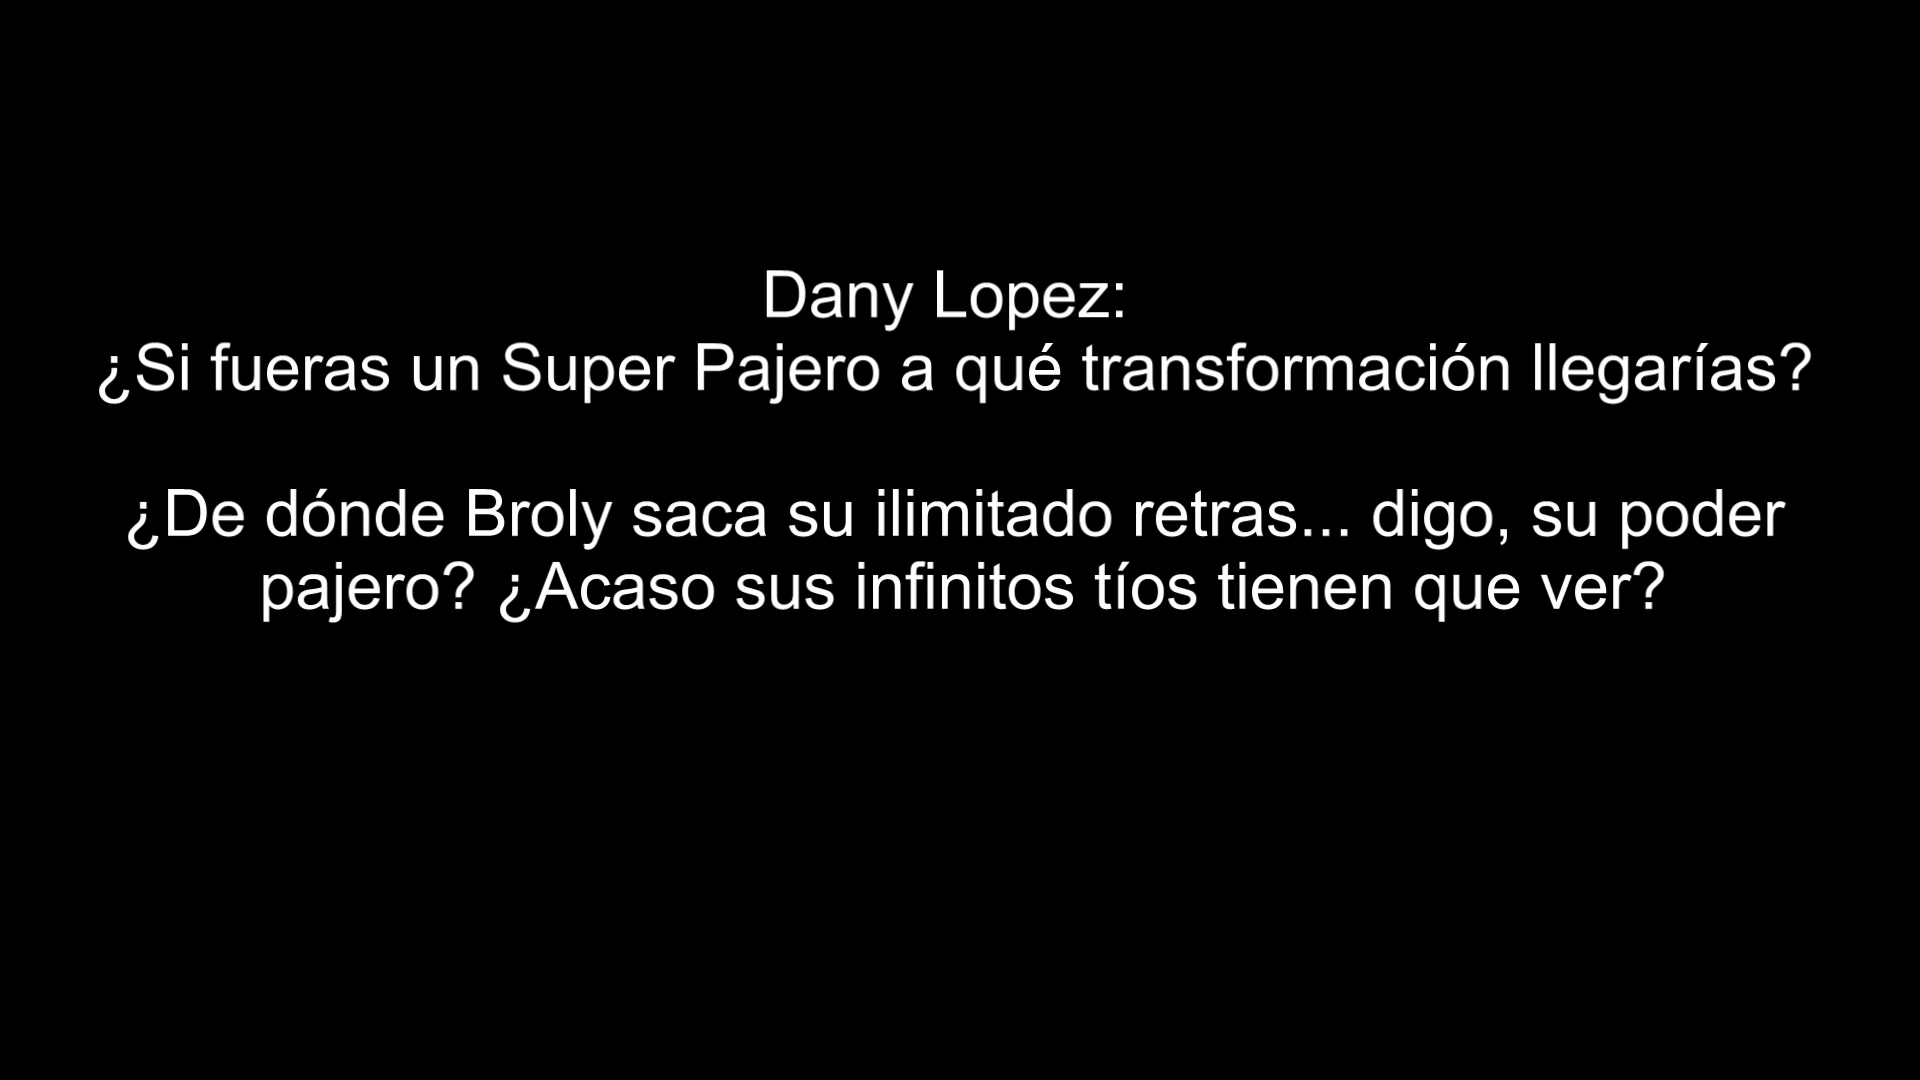 Dany Lopez:
¿Si fueras un Super Pajero a qué transformación llegarías?
¿De dónde Broly saca su ilimitado retras... digo, su poder
pajero? ¿Acaso sus infinitos tíos tienen que ver?